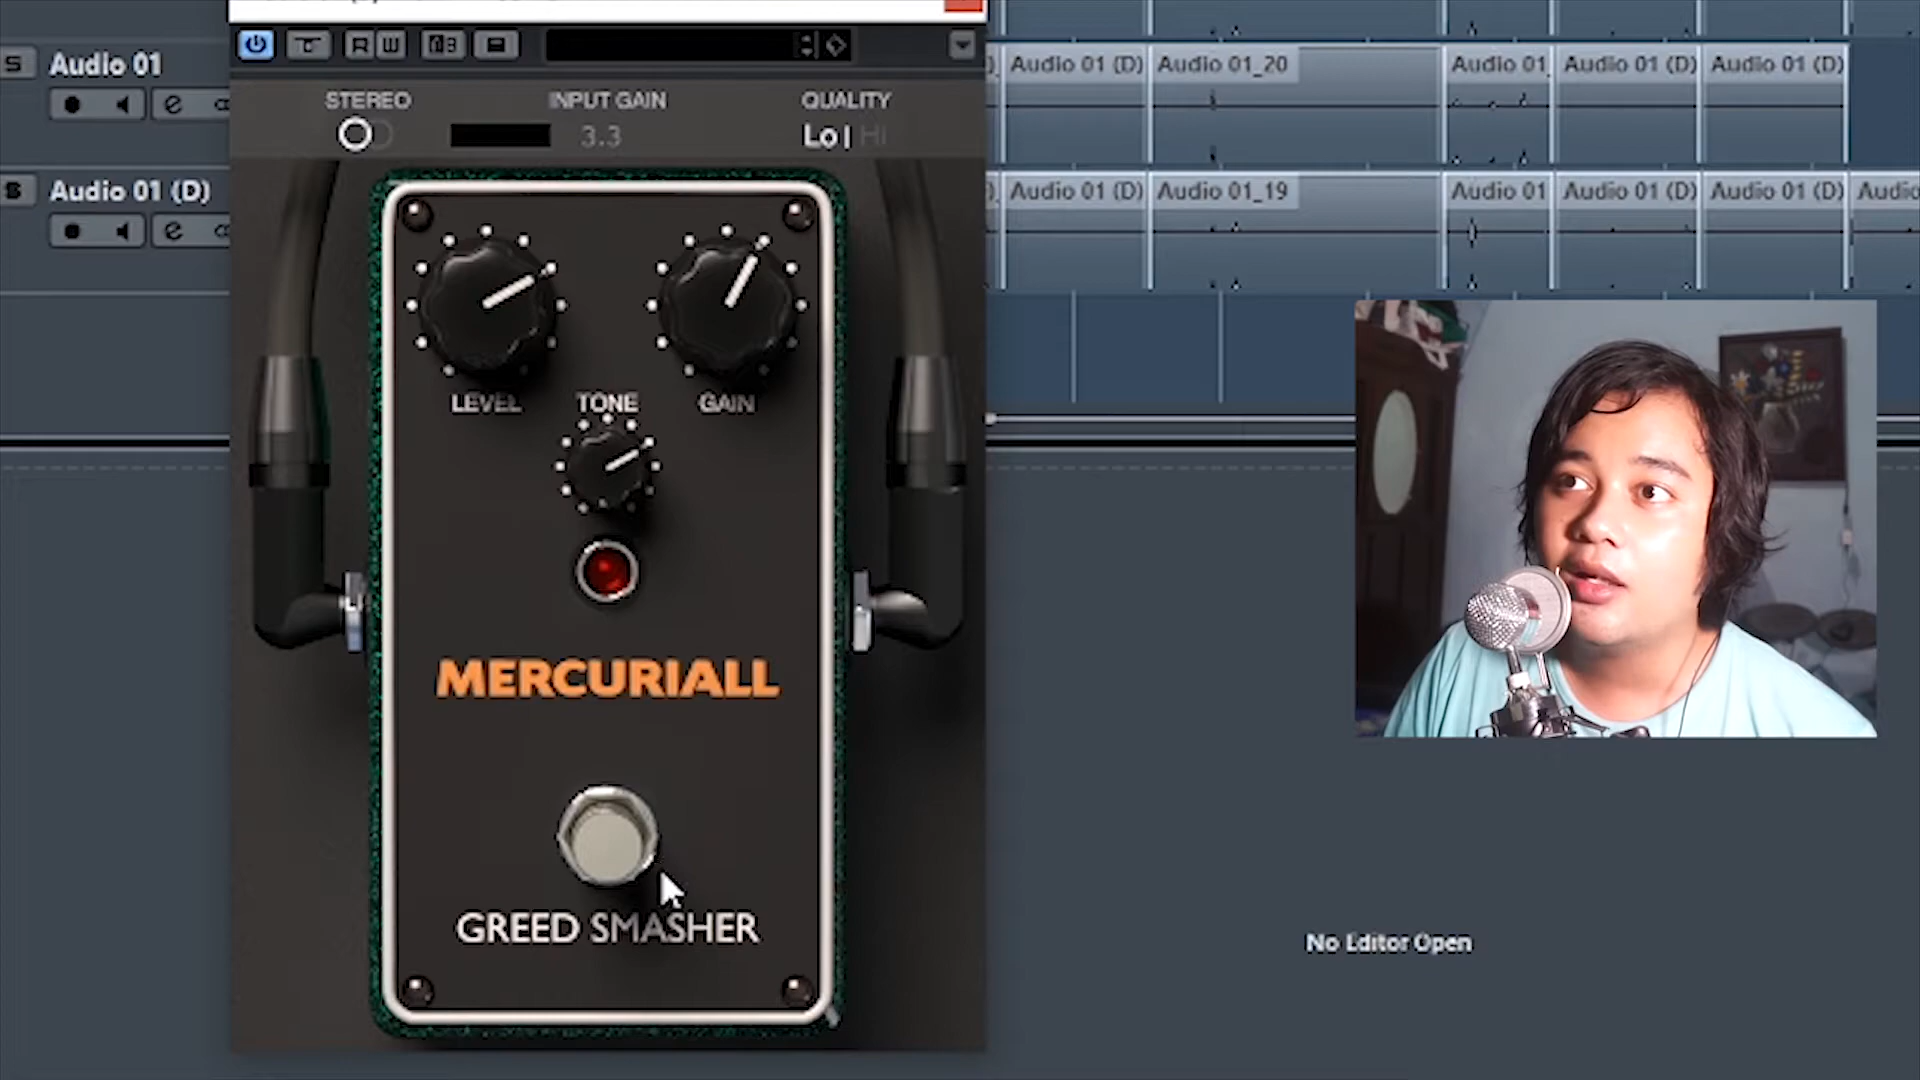 S Audio 01
R W
STEREO INPUT GAIN QUALITY
3.3 Lo | Hi
Audio 01 (D) Audio 01_20 Audio 01 Audio 01 (D) Audio 01 (D)
S Audio 01 (D)
Audio 01 (D) Audio 01_19 Audio 01 Audio 01 (D) Audio 01 (D) Audio
LEVEL TONE GAIN
MERCURIALL
GREED SMASHER
No Editor Open